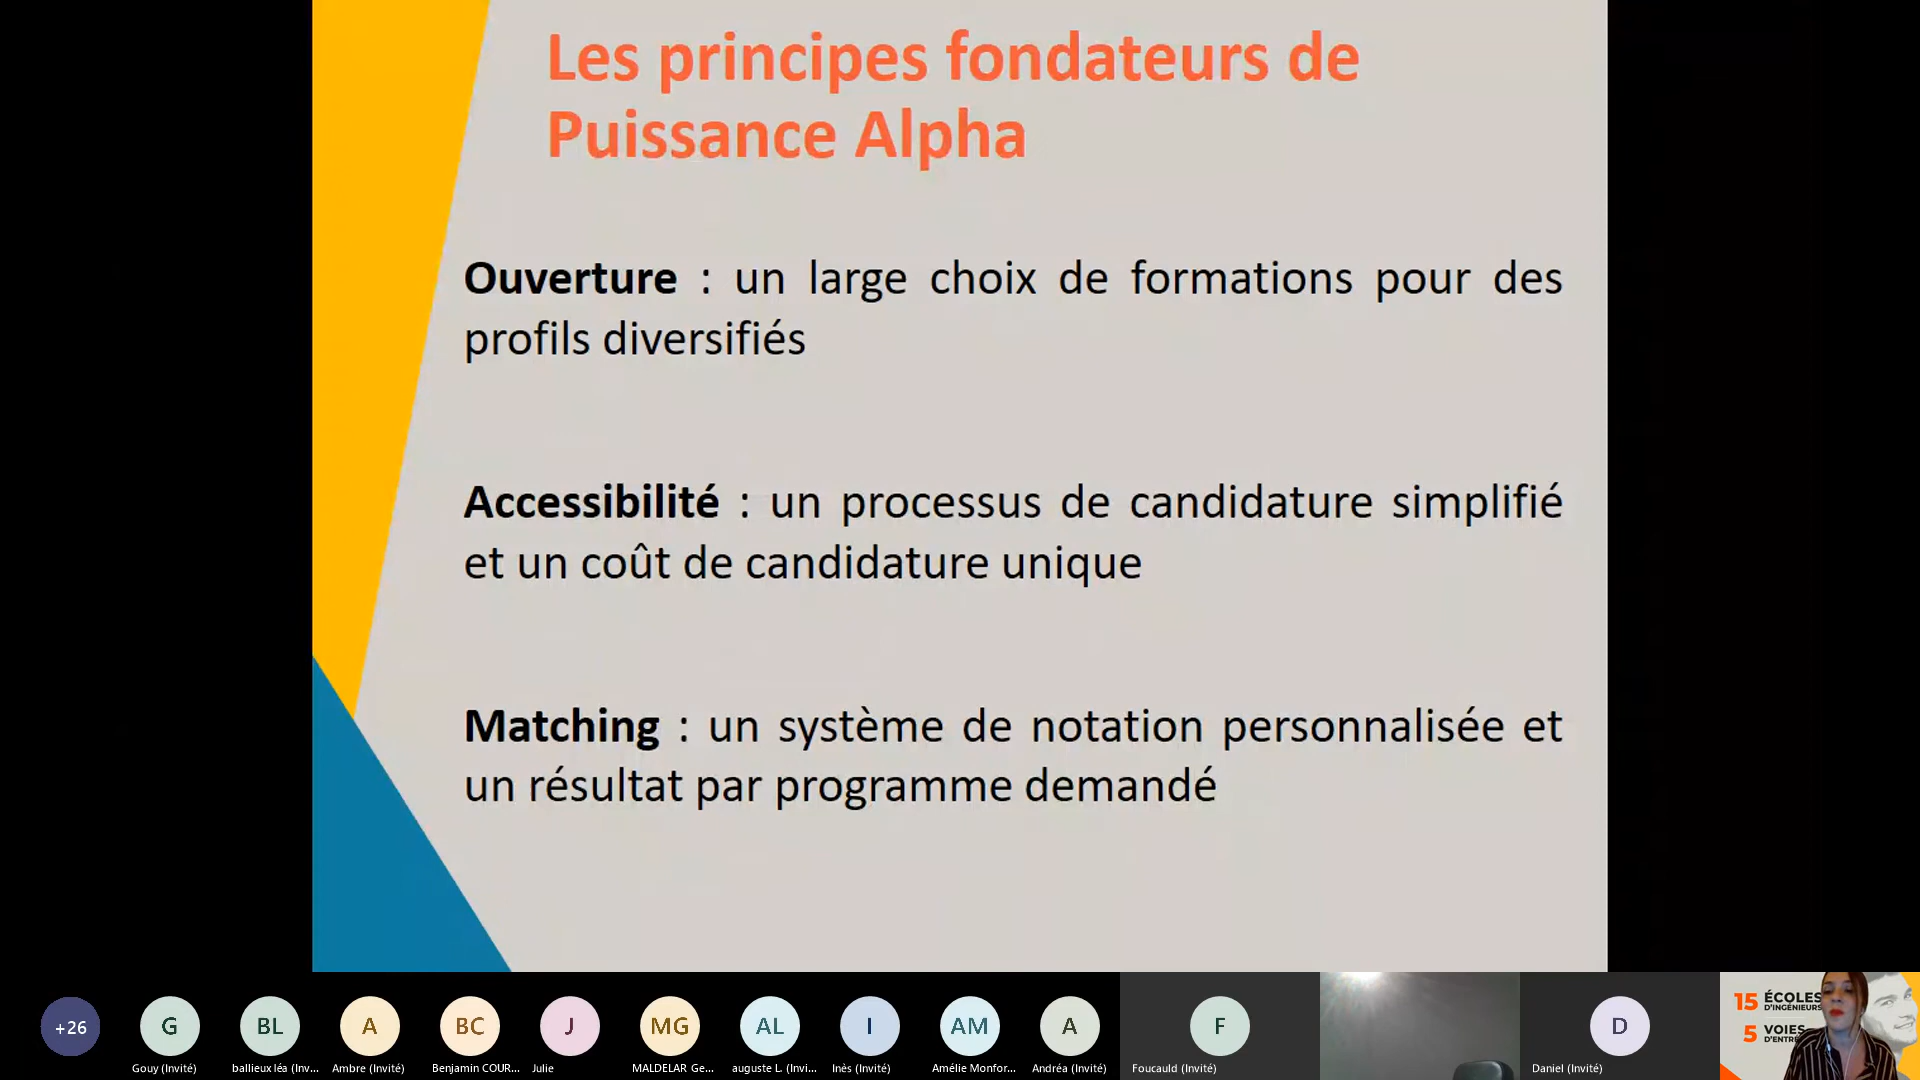 Les principes fondateurs de
Puissance Alpha
Ouverture : un large choix de formations pour des
profils diversifiés
Accessibilité : un processus de candidature simplifié
et un coût de candidature unique
Matching : un système de notation personnalisée et
un résultat par programme demandé
+26
G
BL
A
BC
J
MG
AL
I
AM
A
F
D
Gouy (Invité)
ballieux léa (Inv...
Ambre (Invité)
Benjamin COUR...
Julie
MALDELAR Ge...
auguste L. (Invi...
Inès (Invité)
Amélie Monfor...
Andréa (Invité)
Foucauld (Invité)
Daniel (Invité)
15 ÉCOLES
D'INGÉNIEURS
5 VOIES
D'ENTR